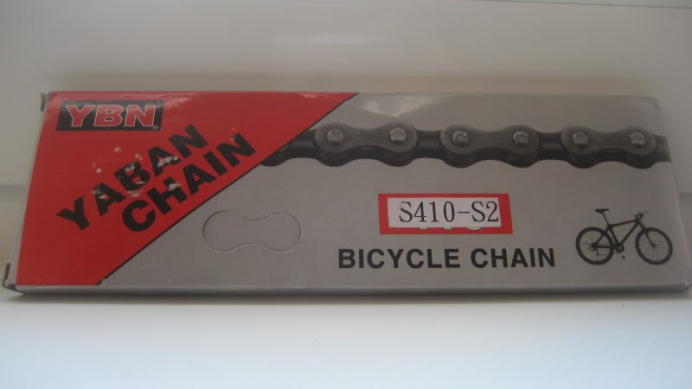 YBN
YABAN
CHAIN
S410-S2
BICYCLE CHAIN